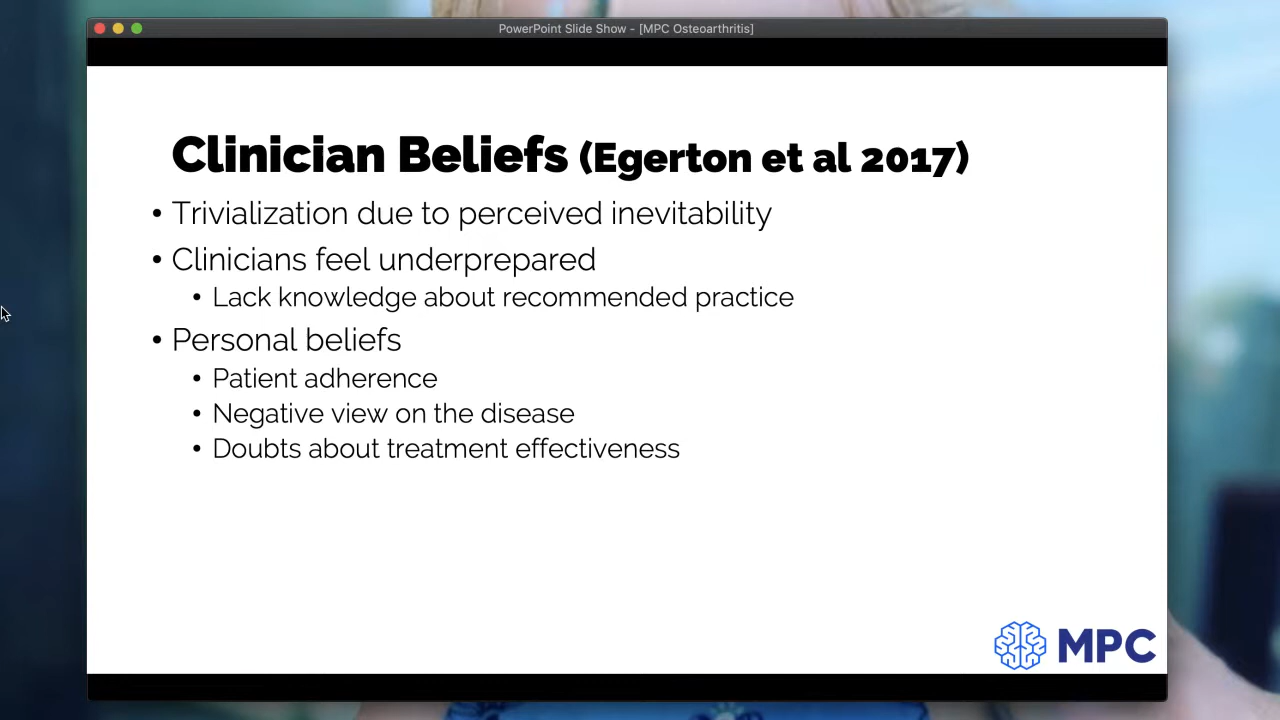 PowerPoint Slide Show - [MPC Osteoarthritis]
Clinician Beliefs (Egerton et al 2017)
• Trivialization due to perceived inevitability
• Clinicians feel underprepared
• Lack knowledge about recommended practice
• Personal beliefs
• Patient adherence
• Negative view on the disease
• Doubts about treatment effectiveness
MPC